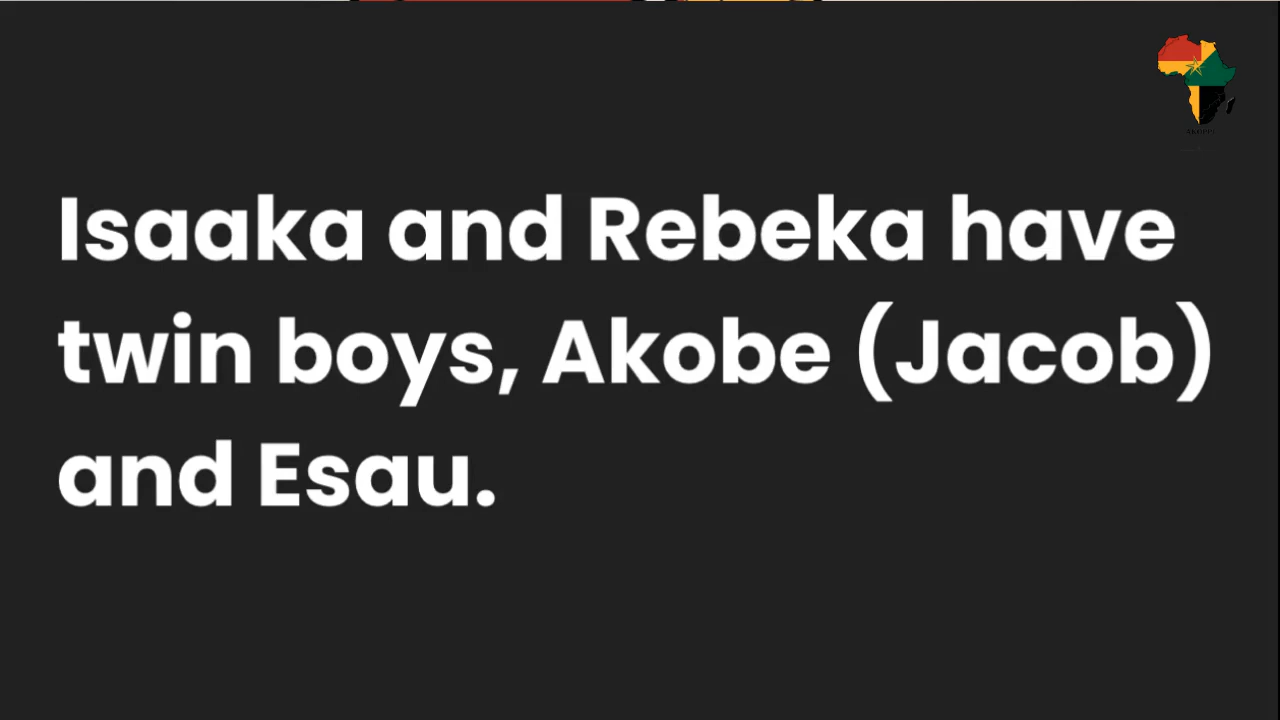 Isaaka and Rebeka have
twin boys, Akobe (Jacob)
and Esau.